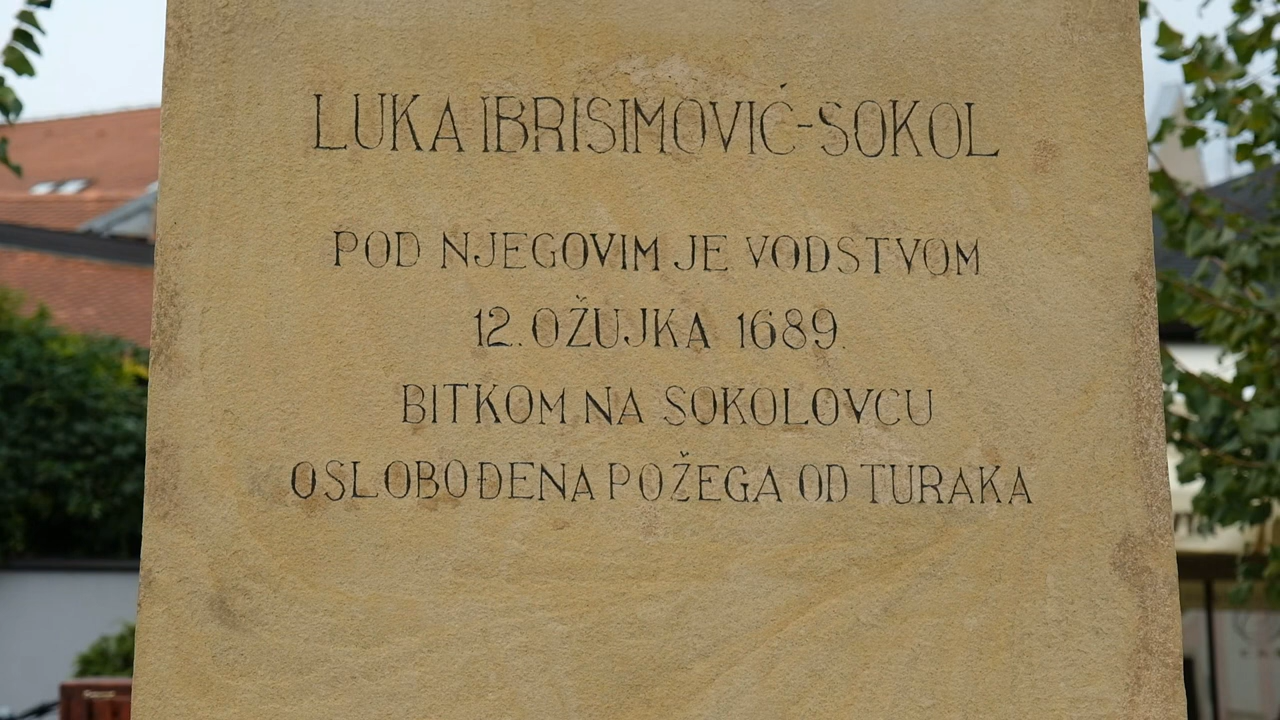 LUKA IBRISIMOVIĆ-SOKOL
POD NJEGOVIM JE VODSTVOM
12. OŽUJKA 1689.
BITKOM NA SOKOLOVCU
OSLOBOĐENA POŽEGA OD TURAKA